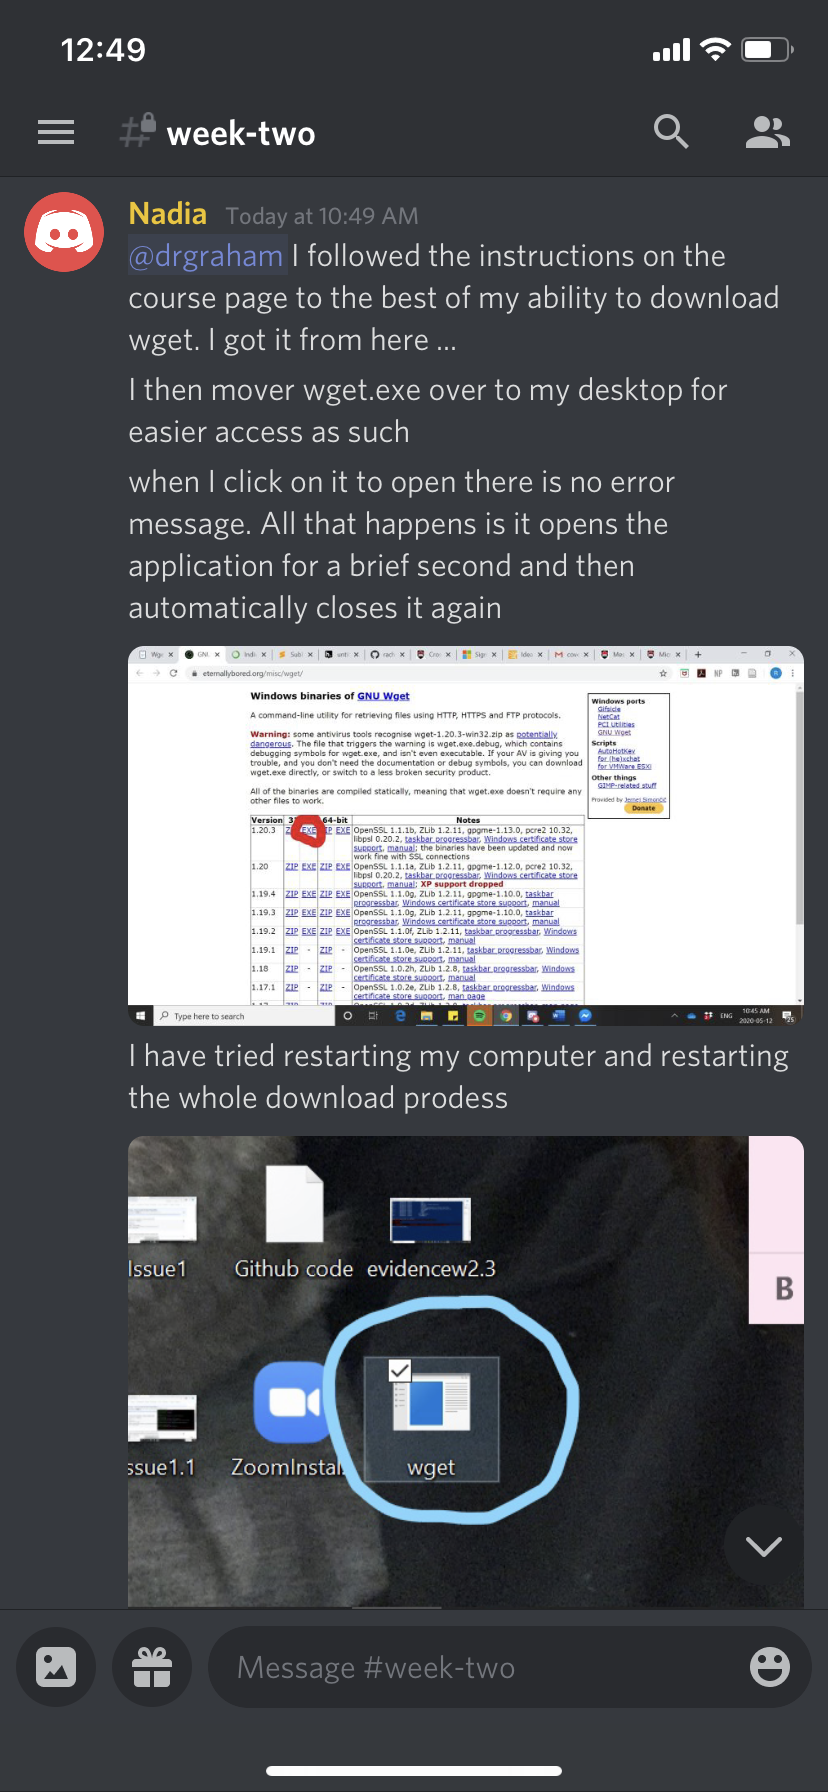 12:49
week-two
Nadia Today at 10:49 AM
@drgraham I followed the instructions on the
course page to the best of my ability to download
wget. I got it from here ...
I then mover wget.exe over to my desktop for
easier access as such
when I click on it to open there is no error
message. All that happens is it opens the
application for a brief second and then
automatically closes it again
eternallybored.org/misc/wget/
Windows binaries of GNU Wget
A command-line utility for retrieving files using HTTP, HTTPS and FTP protocols.
Warning: some antivirus tools recognise wget-1.20.3-win32.zip as potentially
dangerous. The file that triggers the warning is wget.exe.debug, which contains
debugging symbols for wget.exe, and isn't even executable. If your AV is giving you
trouble, and you don't need the documentation or debug symbols, you can download
wget.exe directly, or switch to a less broken security product.
All of the binaries are compiled statically, meaning that wget.exe doesn't require any
other files to work.
Windows ports
Gifsicle
NetCat
PCI Utilities
GNU Wget
Scripts
AutoHotKey
for (he)xchat
for VMWare ESXi
Other things
GIMP-related stuff
Provided by Jernej Simončič
Donate
Version 64-bit Notes
1.20.3 EXE EXE OpenSSL 1.1.1b, ZLib 1.2.11, gpgme-1.13.0, pcre2 10.32,
libpsl 0.20.2, taskbar progressbar, Windows certificate store
support, manual; the binaries have been updated and now
work fine with SSL connections
1.20 ZIP EXE ZIP EXE OpenSSL 1.1.1a, ZLib 1.2.11, gpgme-1.12.0, pcre2 10.32,
libpsl 0.20.2, taskbar progressbar, Windows certificate store
support, manual; XP support dropped
1.19.4 ZIP EXE ZIP EXE OpenSSL 1.1.0g, ZLib 1.2.11, gpgme-1.10.0, taskbar
progressbar, Windows certificate store support, manual
1.19.3 ZIP EXE ZIP EXE OpenSSL 1.1.0g, ZLib 1.2.11, gpgme-1.10.0, taskbar
progressbar, Windows certificate store support, manual
1.19.2 ZIP EXE ZIP EXE OpenSSL 1.1.0f, ZLib 1.2.11, taskbar progressbar, Windows
certificate store support, manual
1.19.1 ZIP - ZIP - OpenSSL 1.1.0e, ZLib 1.2.11, taskbar progressbar, Windows
certificate store support, manual
1.18 ZIP - ZIP - OpenSSL 1.0.2h, ZLib 1.2.8, taskbar progressbar, Windows
certificate store support, manual
1.17.1 ZIP - ZIP - OpenSSL 1.0.2e, ZLib 1.2.8, taskbar progressbar, Windows
certificate store support, man page
Type here to search
ENG
10:45 AM
2020-05-12
I have tried restarting my computer and restarting
the whole download prodess
Issue1 Github code evidencew2.3
B
ssue1.1 ZoomInstal wget
Message #week-two